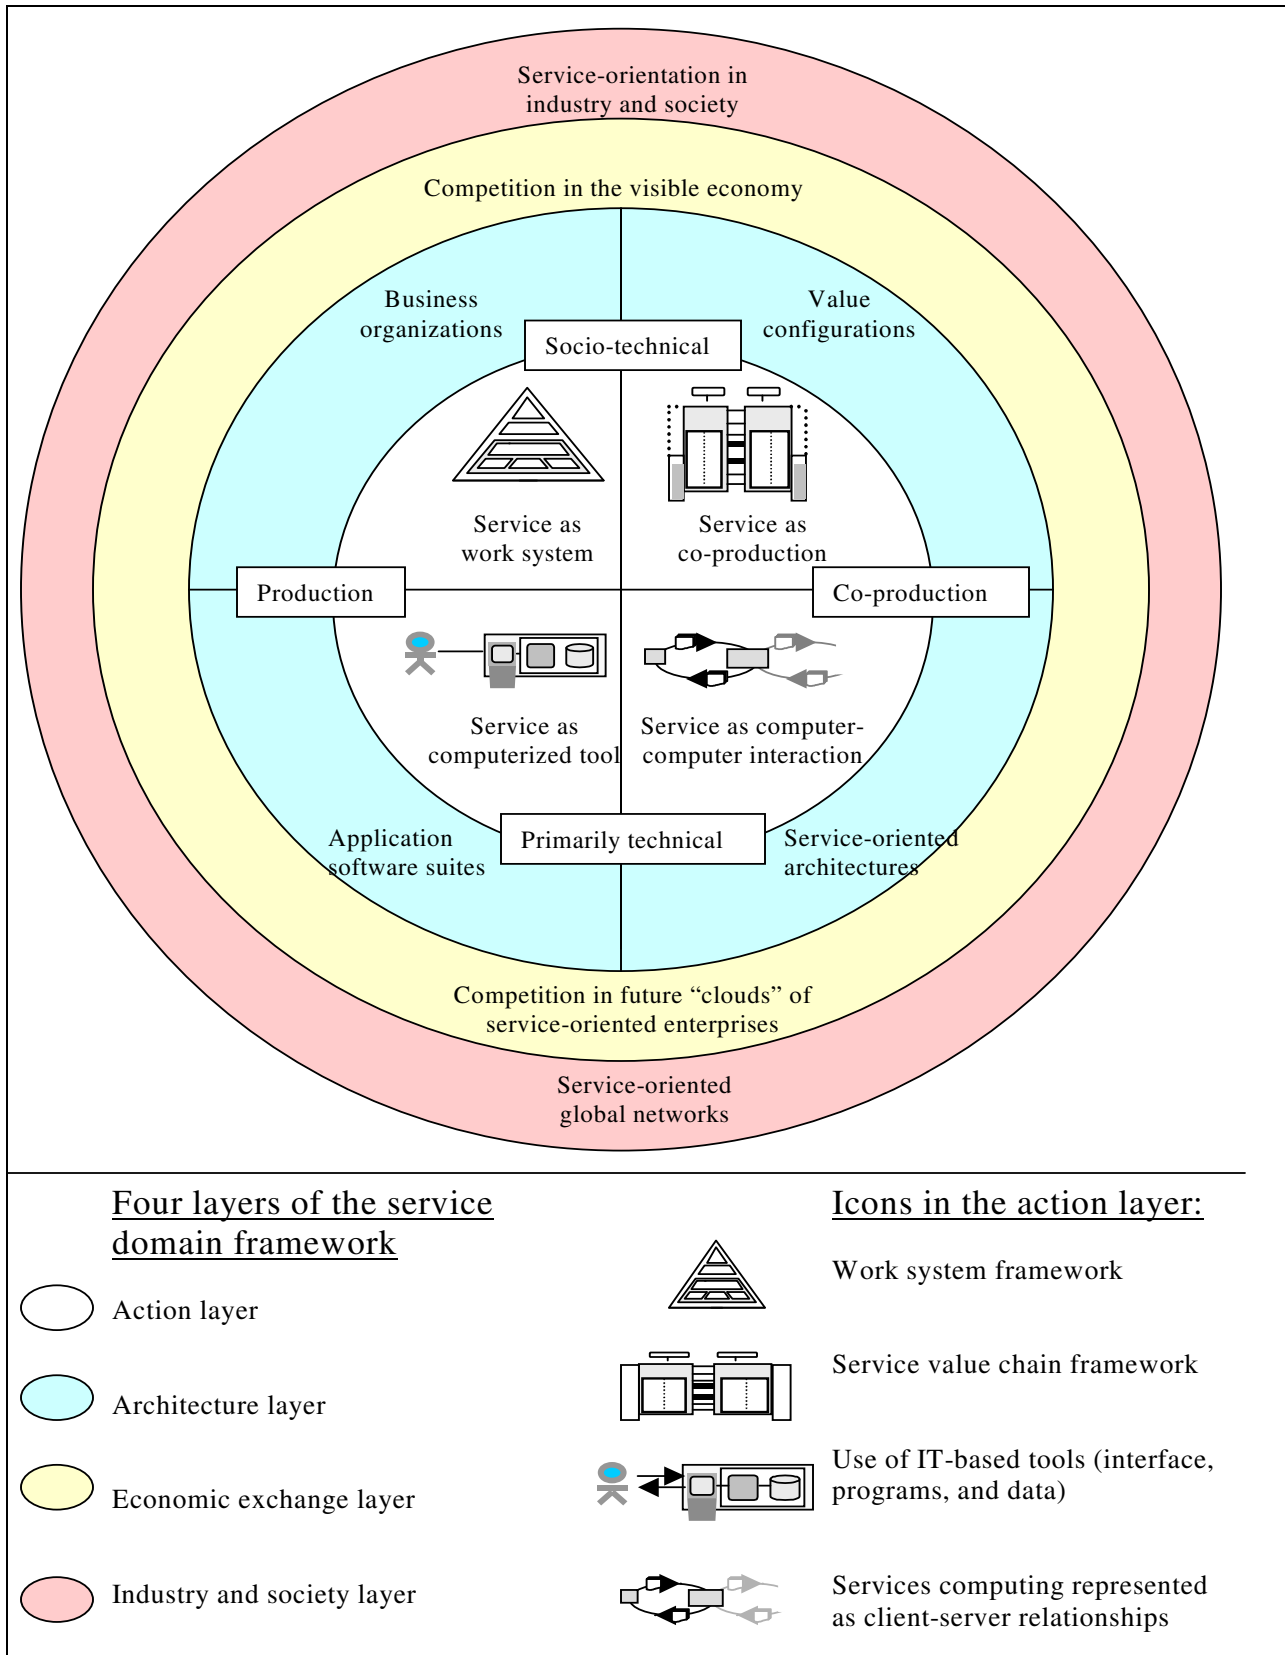 Service-orientation in
industry and society
Competition in the visible economy
Business
organizations
Value
configurations
Socio-technical
Service as
work system
Service as
co-production
Production
Co-production
Service as
computerized tool
Service as computer-
computer interaction
Application
software suites
Primarily technical
Service-oriented
architectures
Competition in future “clouds” of
service-oriented enterprises
Service-oriented
global networks
Four layers of the service
domain framework
Action layer
Architecture layer
Economic exchange layer
Industry and society layer
Icons in the action layer:
Work system framework
Service value chain framework
Use of IT-based tools (interface,
programs, and data)
Services computing represented
as client-server relationships